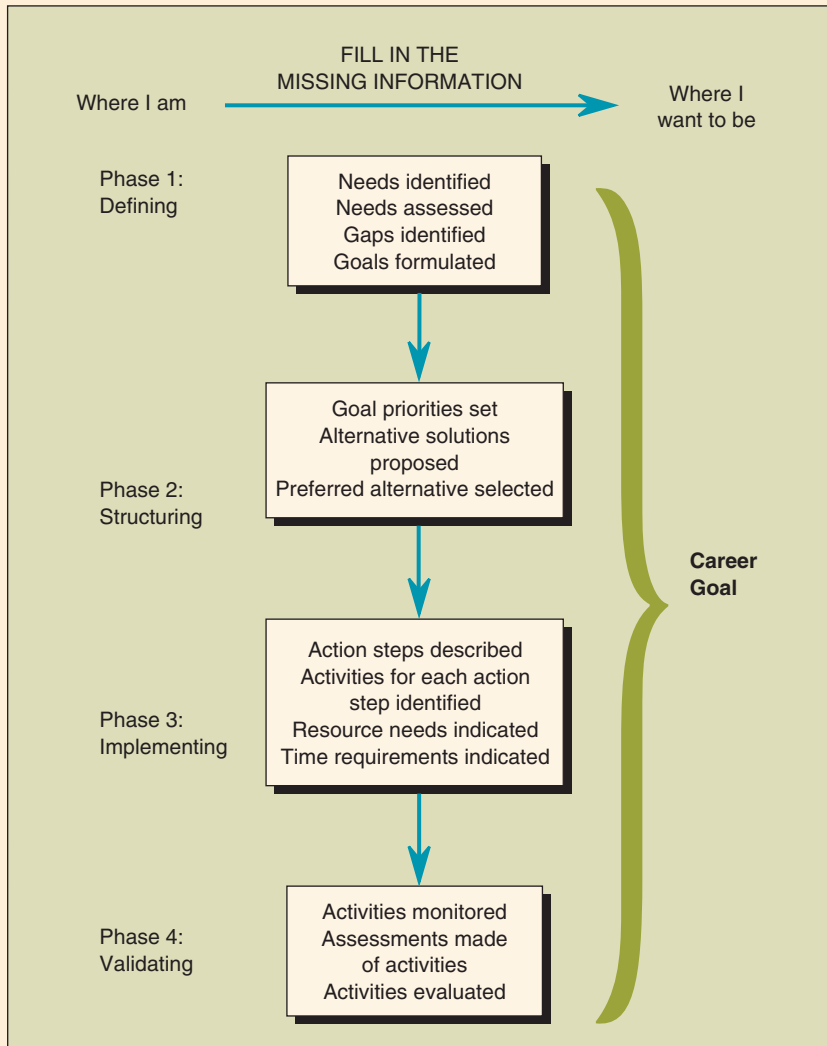 FILL IN THE
MISSING INFORMATION
Where I am
Where I
want to be
Phase 1:
Defining
Needs identified
Needs assessed
Gaps identified
Goals formulated
Phase 2:
Structuring
Goal priorities set
Alternative solutions
proposed
Preferred alternative selected
Career
Goal
Phase 3:
Implementing
Action steps described
Activities for each action
step identified
Resource needs indicated
Time requirements indicated
Phase 4:
Validating
Activities monitored
Assessments made
of activities
Activities evaluated